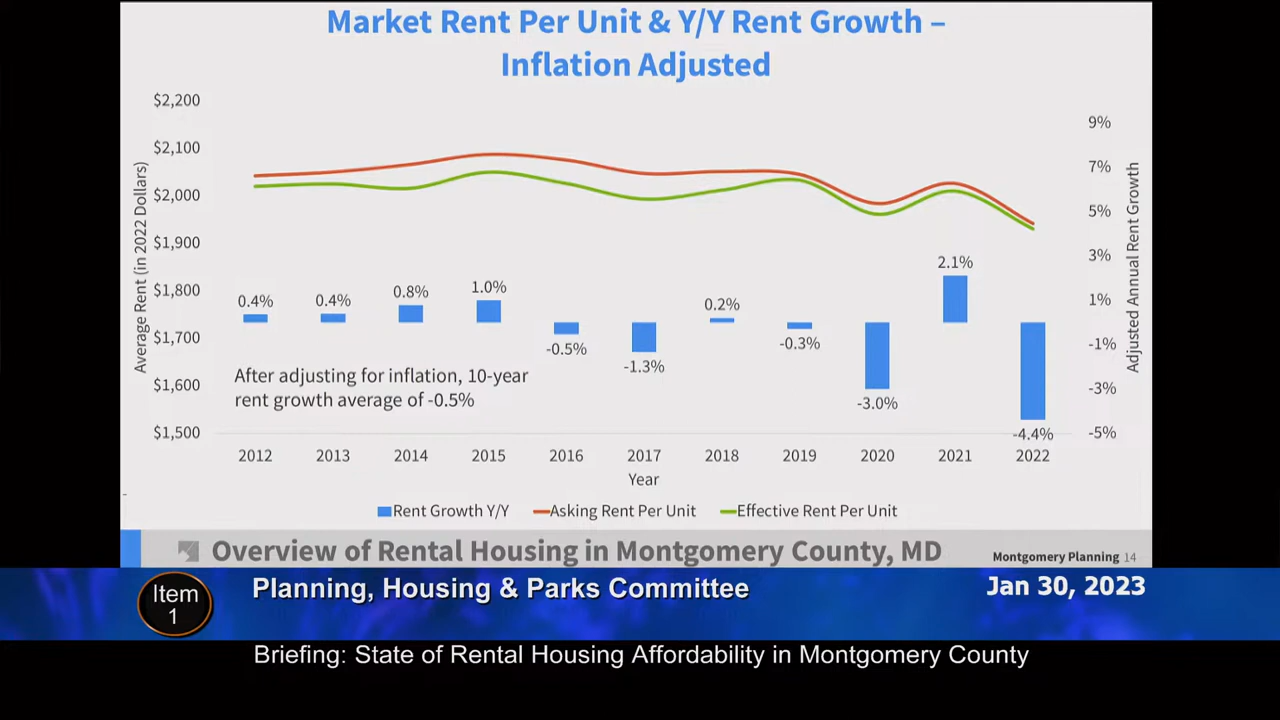 Market Rent Per Unit & Y/Y Rent Growth –
Inflation Adjusted
$2,200
$2,100
$2,000
$1,900
$1,800
$1,700
$1,600
$1,500
Average Rent (in 2022 Dollars)
9%
7%
5%
3%
1%
-1%
-3%
-5%
Adjusted Annual Rent Growth
0.4%
0.4%
0.8%
1.0%
-0.5%
-1.3%
0.2%
-0.3%
-3.0%
2.1%
-4.4%
After adjusting for inflation, 10-year
rent growth average of -0.5%
2012 2013 2014 2015 2016 2017 2018 2019 2020 2021 2022
Year
Rent Growth Y/Y Asking Rent Per Unit Effective Rent Per Unit
Overview of Rental Housing in Montgomery County, MD
Montgomery Planning 14
Item
1
Planning, Housing & Parks Committee
Jan 30, 2023
Briefing: State of Rental Housing Affordability in Montgomery County